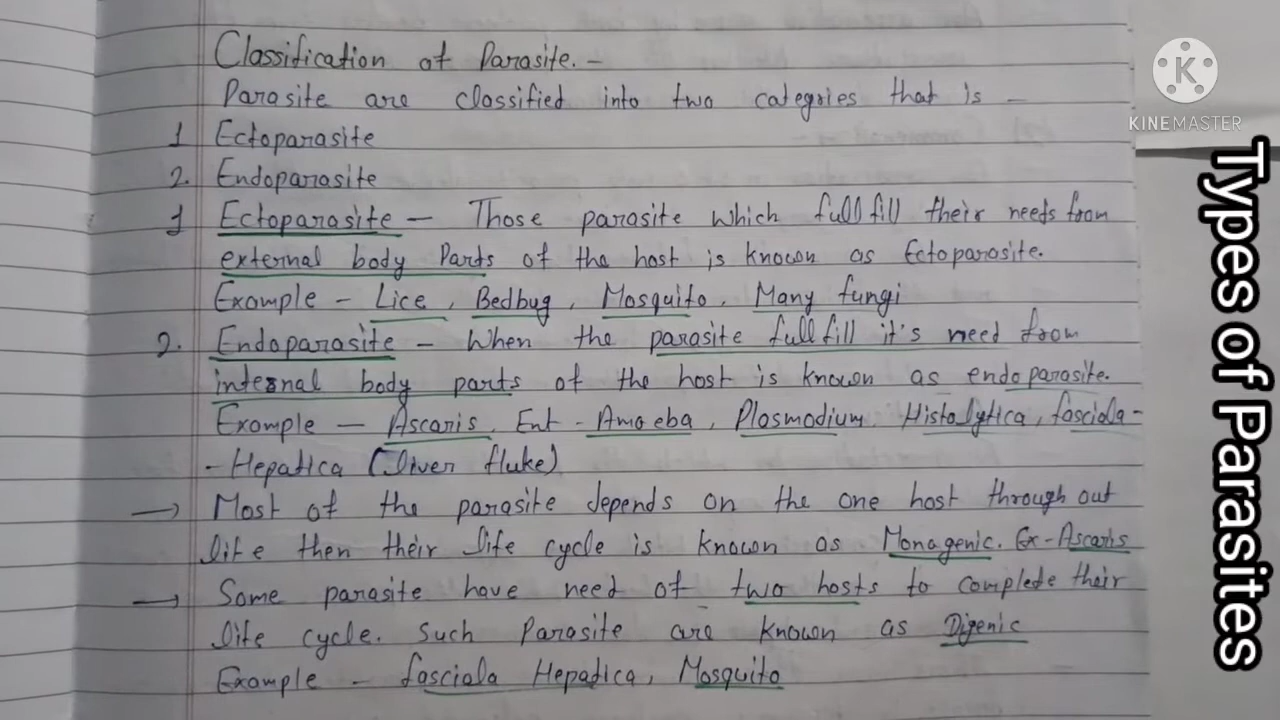 Classification of Parasite. -
Parasite are classified into two categries that is -
1 Ectoparasite
2. Endoparasite
1 Ectoparasite - Those parasite which full fill their needs from
external body Parts of the host is known as Ectoparasite.
Example - Lice, Bedbug, Mosquito, Many fungi
2. Endoparasite - When the parasite full fill it's need from
internal body parts of the host is known as endoparasite.
Example - Ascaris, Ent - Amoeba, Plasmodium, Histolytica, fasciola-
- Hepatica (Liver fluke)
→ Most of the parasite depends on the one host through out
life then their life cycle is known as Monogenic. Ex - Ascaris
→ Some parasite have need of two hosts to complete their
life cycle. Such Parasite are known as Digenic
Example - fasciola Hepatica, Mosquito
K
KINEMASTER
Types of Parasites